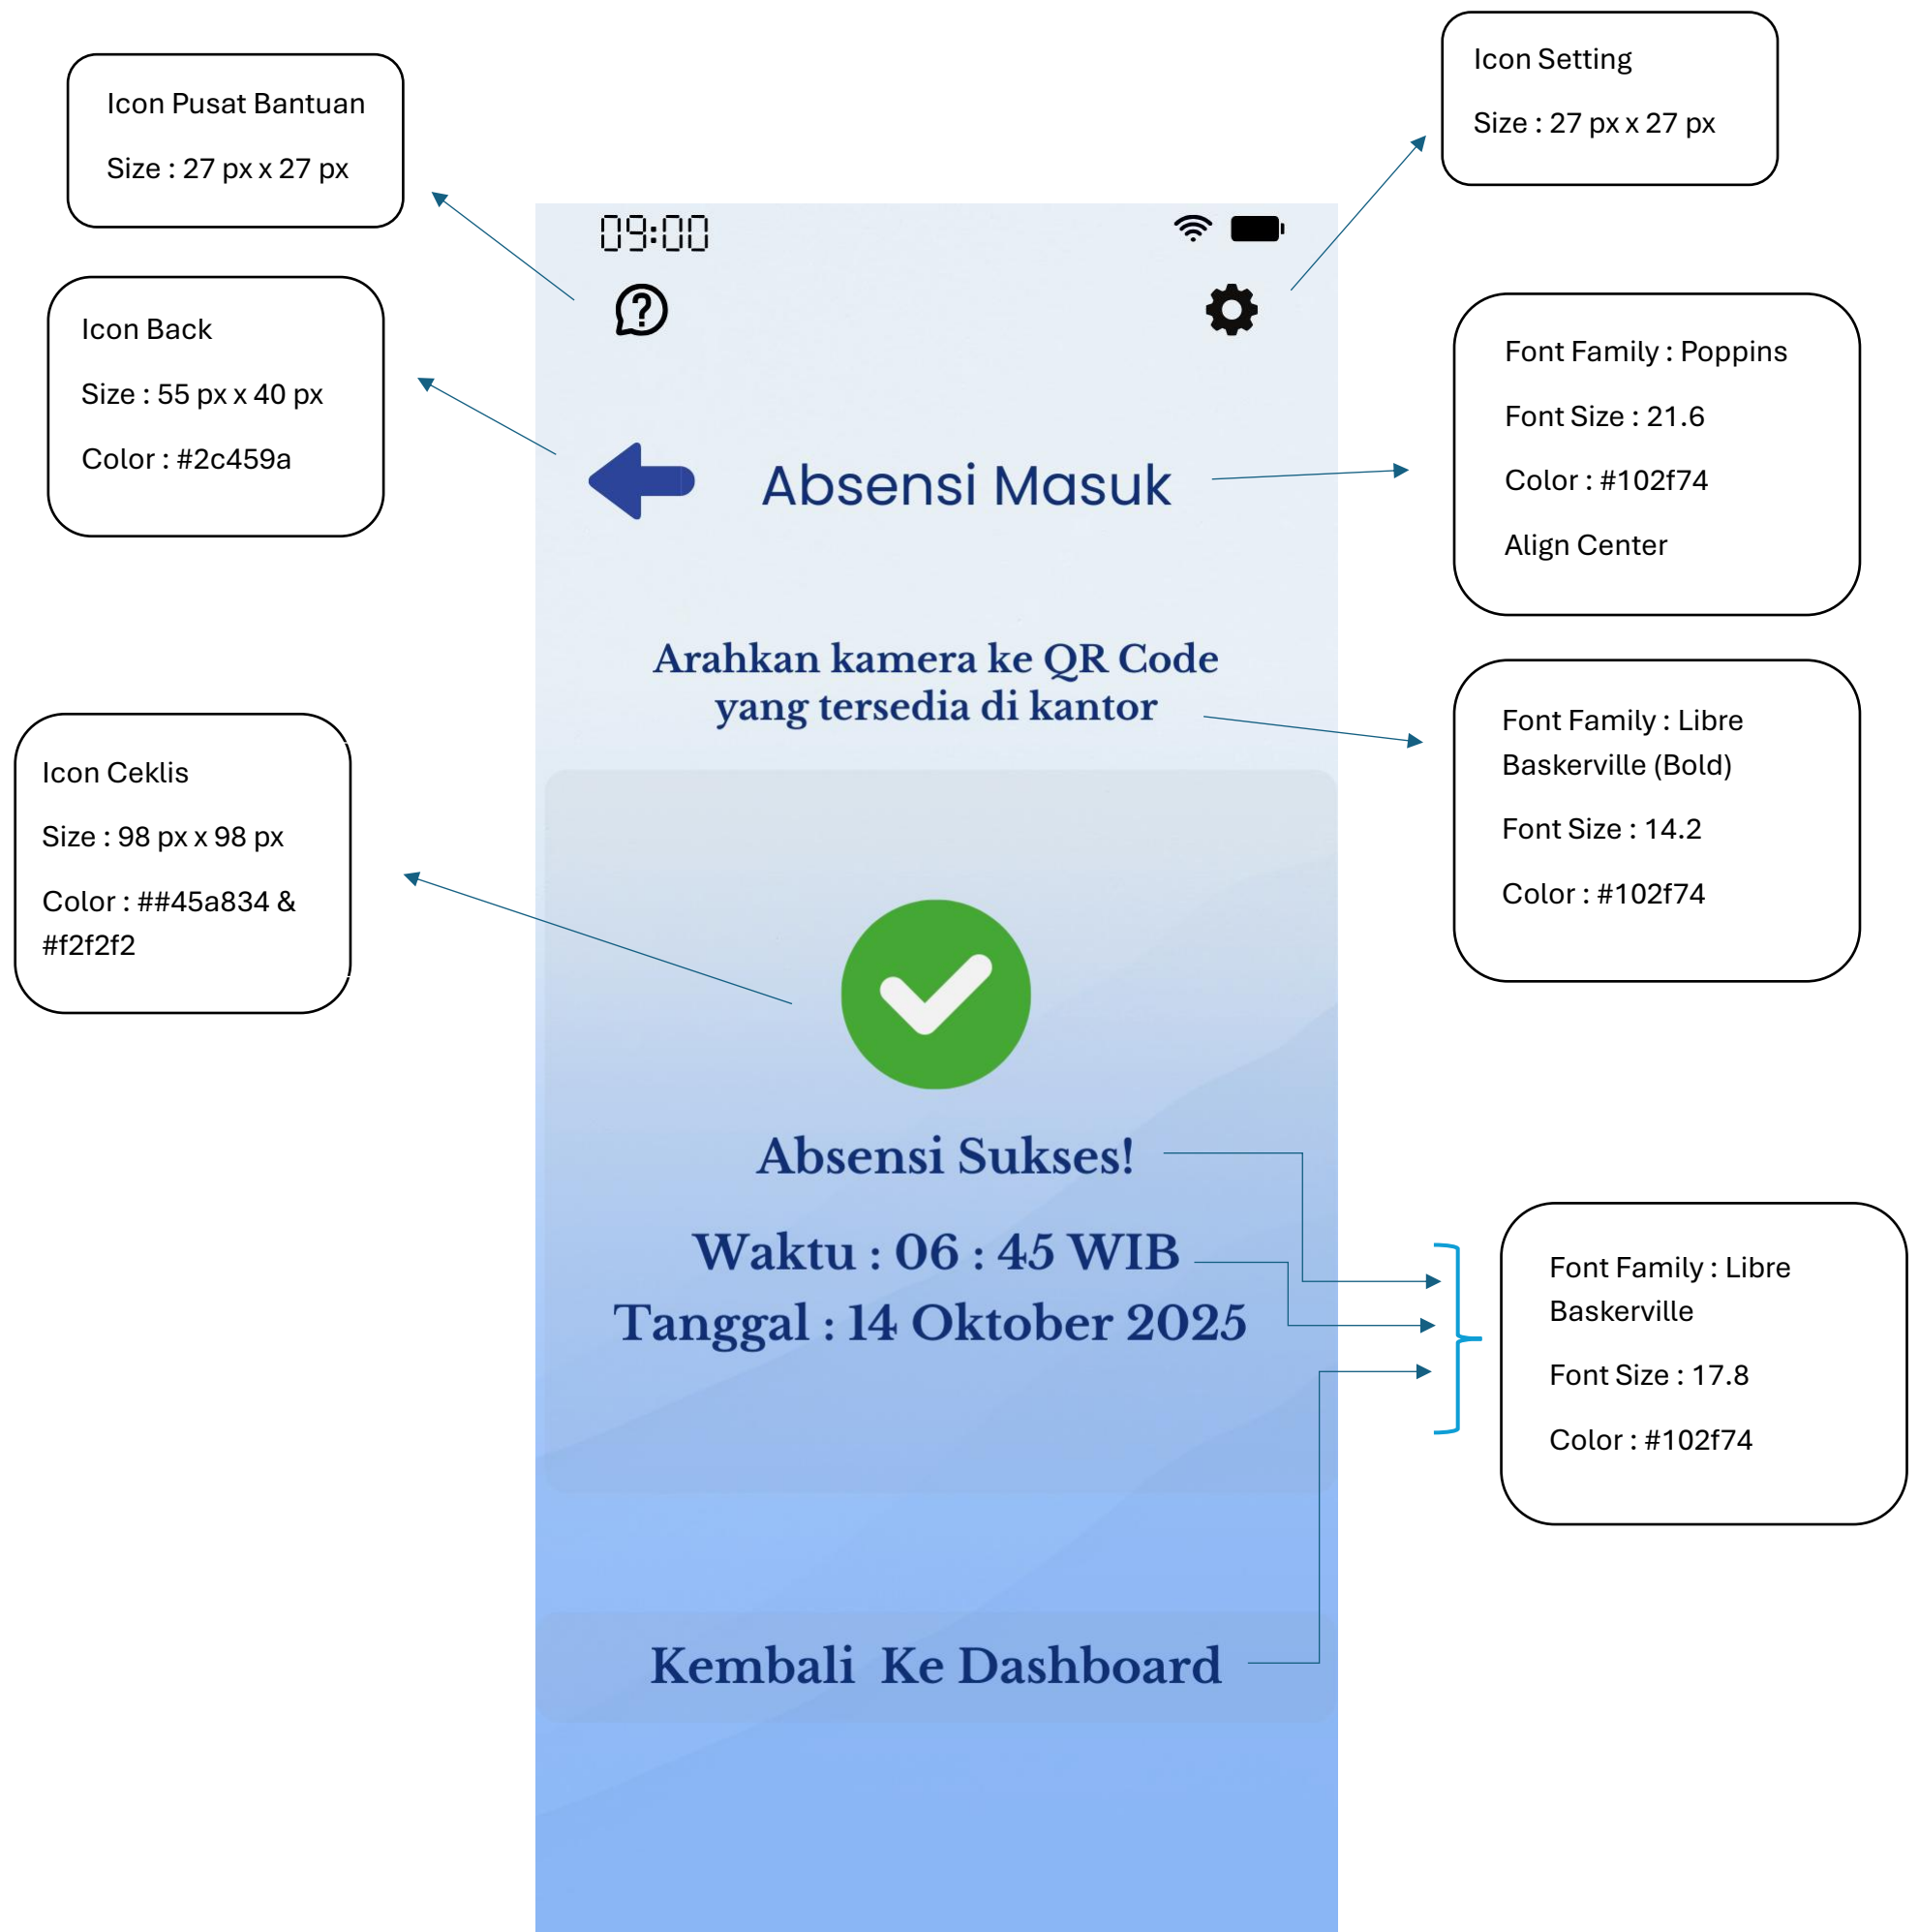 Icon Setting
Size : 27 px x 27 px
Icon Pusat Bantuan
Size : 27 px x 27 px
09:00
Icon Back
Size : 55 px x 40 px
Color : #2c459a
Font Family : Poppins
Font Size : 21.6
Color : #102f74
Align Center
Absensi Masuk
Arahkan kamera ke QR Code
yang tersedia di kantor
Font Family : Libre
Baskerville (Bold)
Font Size : 14.2
Color : #102f74
Icon Ceklis
Size : 98 px x 98 px
Color : ##45a834 &
#f2f2f2
Absensi Sukses!
Waktu : 06 : 45 WIB
Tanggal : 14 Oktober 2025
Font Family : Libre
Baskerville
Font Size : 17.8
Color : #102f74
Kembali  Ke Dashboard